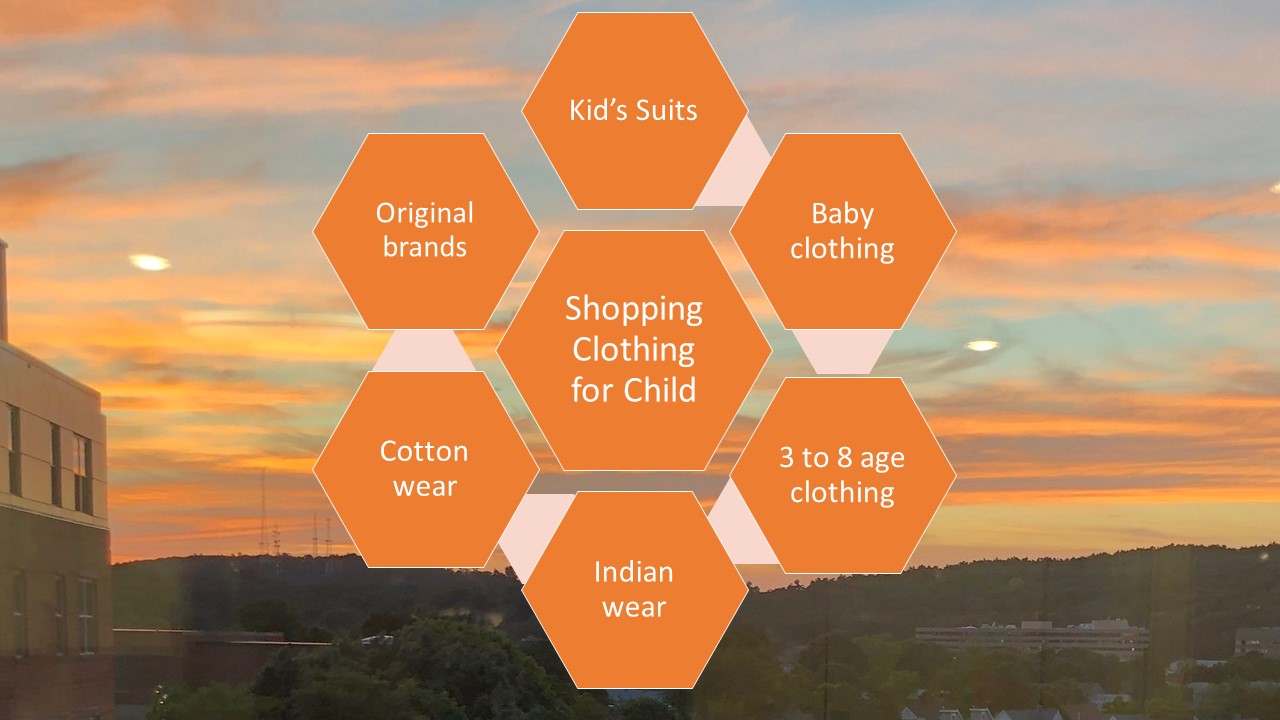 Kid’s Suits
Original
brands
Baby
clothing
Shopping
Clothing
for Child
Cotton
wear
3 to 8 age
clothing
Indian
wear